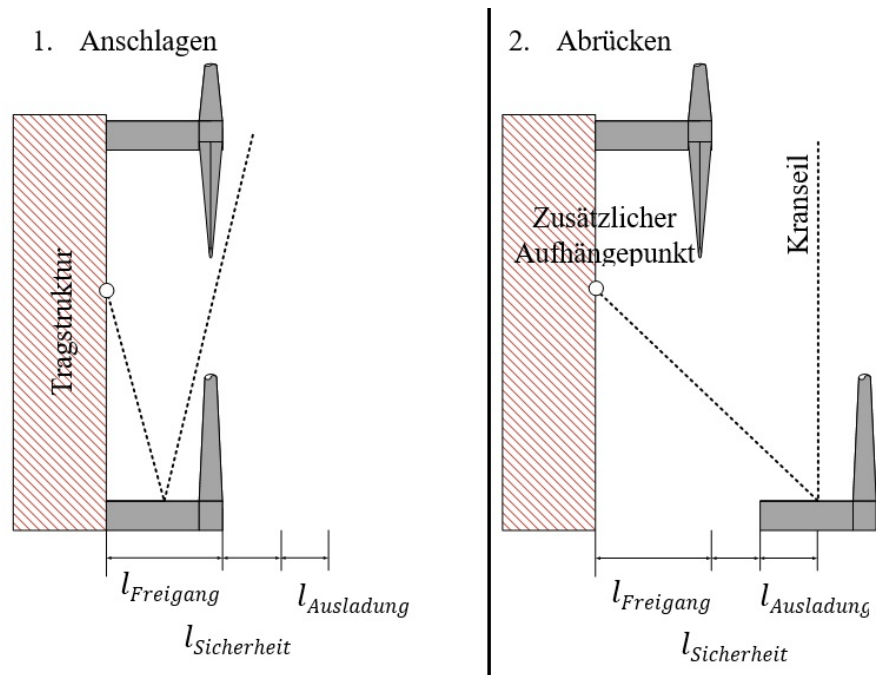 1. Anschlagen
Tragstruktur
l_Freigang
l_Ausladung
l_Sicherheit
2. Abrücken
Zusätzlicher
Aufhängepunkt
Kranseil
l_Freigang
l_Ausladung
l_Sicherheit